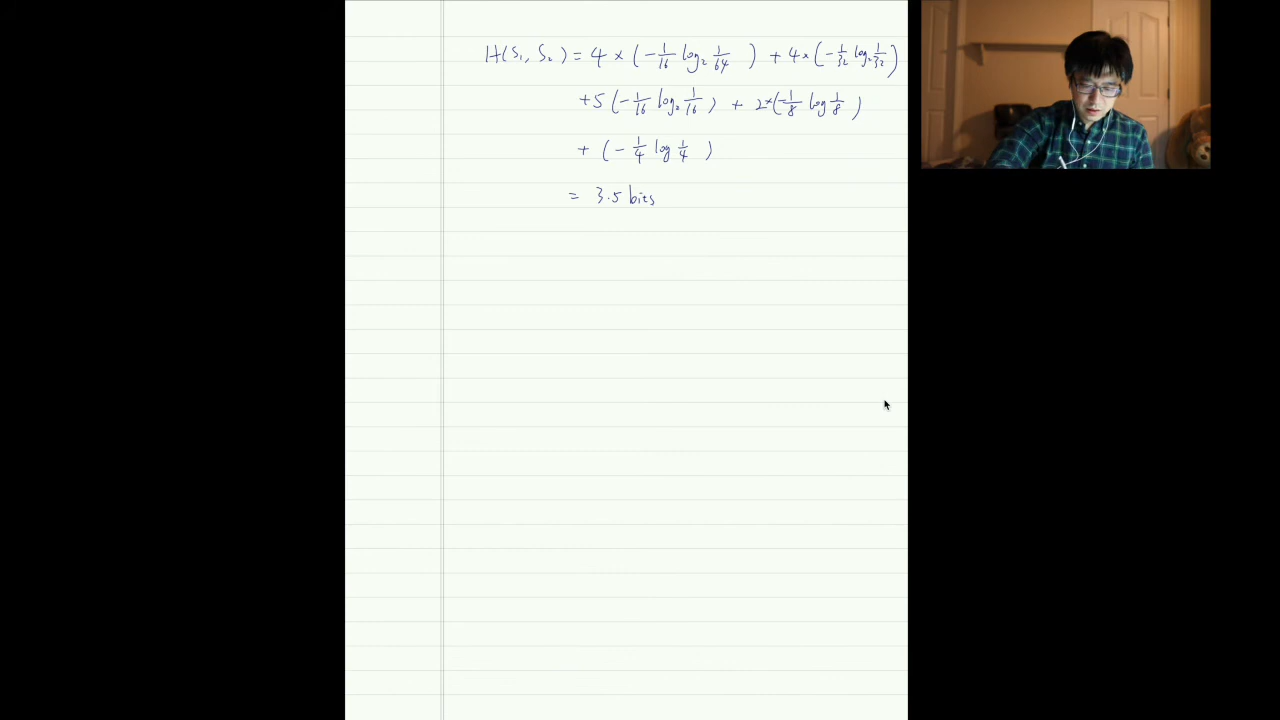 H(S₁, S₂) = 4 × (-1/16 log₂ 1/64) + 4 × (-1/32 log₂ 1/32)
+ 5 (-1/16 log₂ 1/16) + 2 × (-1/8 log 1/8)
+ (-1/4 log 1/4)
= 3.5 bits